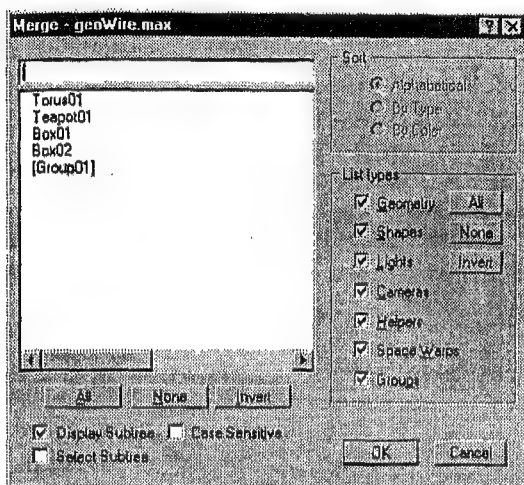 Merge - geoWire.max
Torus01
Teapot01
Box01
Box02
[Group01]
All None Invert
Display Subtree Case Sensitive
Select Subtree
Sort
Alphabetical
By Type
By Color
List types
Geometry All
Shapes None
Lights Invert
Cameras
Helpers
Space Warps
Groups
OK Cancel